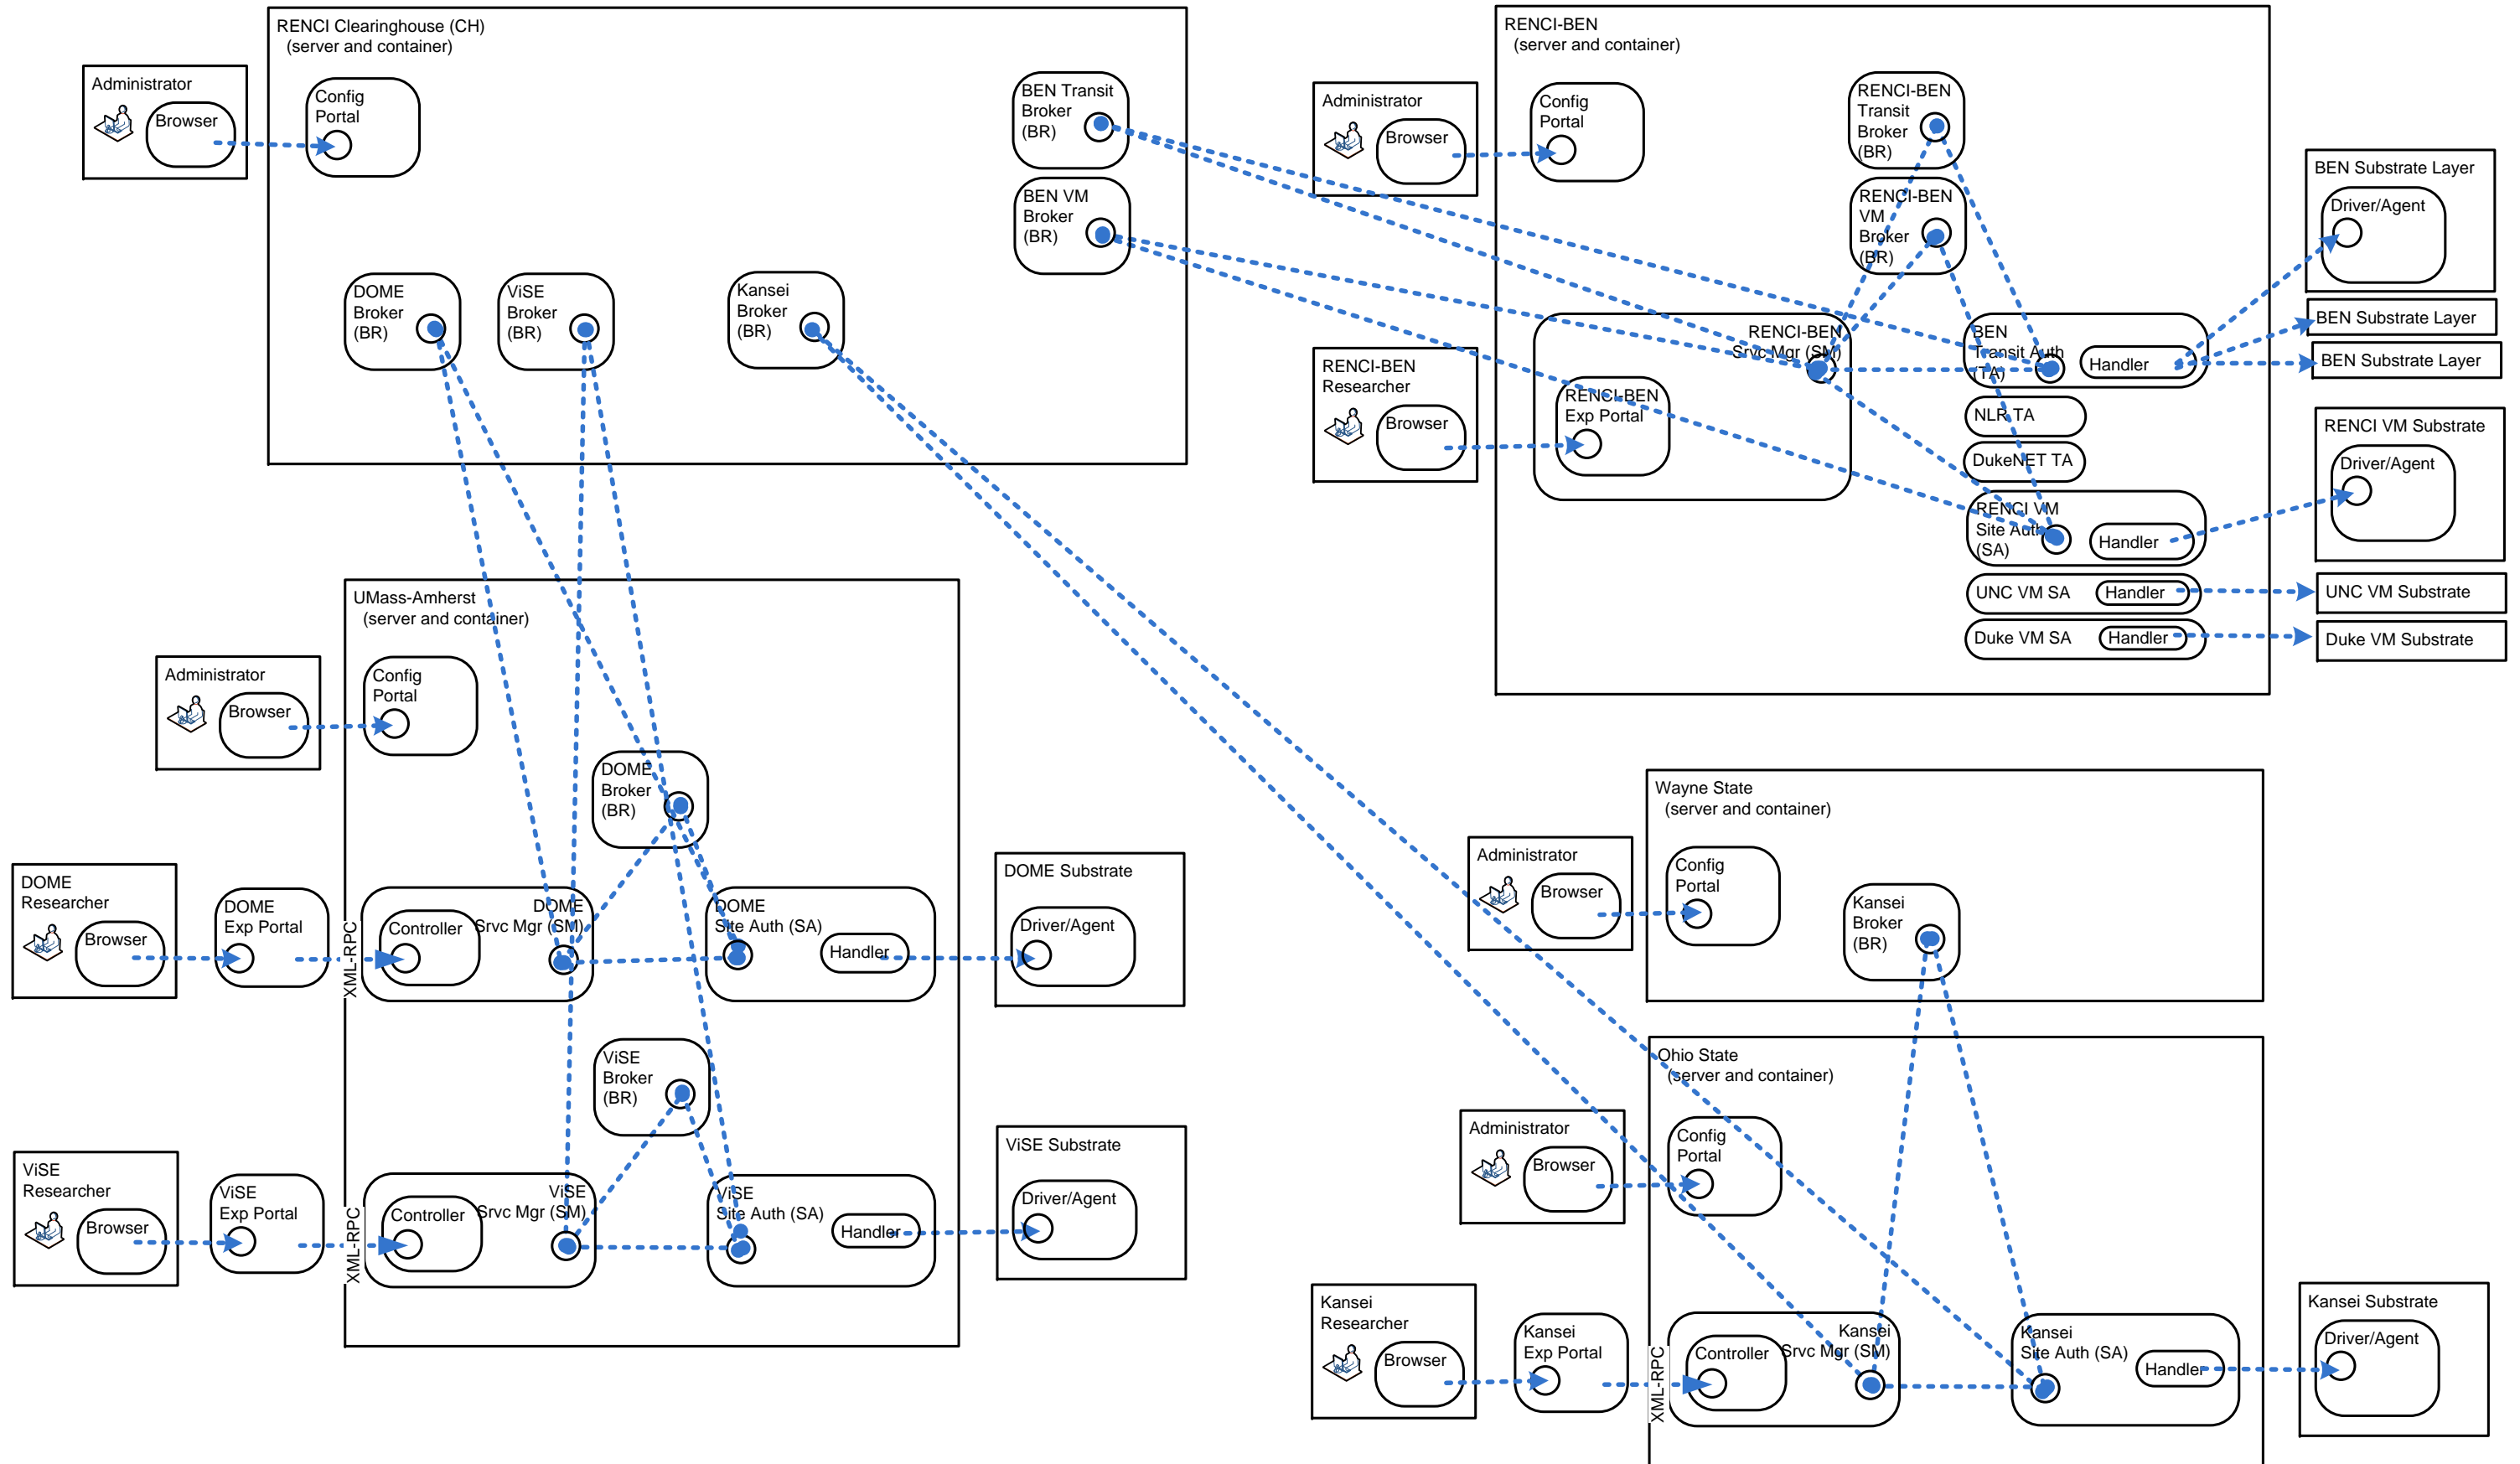 RENCI Clearinghouse (CH)
(server and container)
Administrator
Browser
Config
Portal
BEN Transit
Broker
(BR)
BEN VM
Broker
(BR)
DOME
Broker
(BR)
ViSE
Broker
(BR)
Kansei
Broker
(BR)
RENCI-BEN
(server and container)
Administrator
Browser
Config
Portal
RENCI-BEN
Transit
Broker
(BR)
RENCI-BEN
VM
Broker
(BR)
RENCI-BEN
Researcher
Browser
RENCI-BEN
Srvc Mgr (SM)
RENCI-BEN
Exp Portal
BEN
Transit Auth
(TA)
Handler
NLR TA
DukeNET TA
RENCI VM
Site Auth
(SA)
Handler
UNC VM SA
Handler
Duke VM SA
Handler
BEN Substrate Layer
Driver/Agent
BEN Substrate Layer
BEN Substrate Layer
RENCI VM Substrate
Driver/Agent
UNC VM Substrate
Duke VM Substrate
UMass-Amherst
(server and container)
Administrator
Browser
Config
Portal
DOME
Broker
(BR)
DOME
Researcher
Browser
DOME
Exp Portal
XML-RPC
Controller
DOME
Srvc Mgr (SM)
DOME
Site Auth (SA)
Handler
DOME Substrate
Driver/Agent
ViSE
Broker
(BR)
ViSE
Researcher
Browser
ViSE
Exp Portal
XML-RPC
Controller
ViSE
Srvc Mgr (SM)
ViSE
Site Auth (SA)
Handler
ViSE Substrate
Driver/Agent
Wayne State
(server and container)
Administrator
Browser
Config
Portal
Kansei
Broker
(BR)
Ohio State
(server and container)
Administrator
Browser
Config
Portal
Kansei
Researcher
Browser
Kansei
Exp Portal
XML-RPC
Controller
Kansei
Srvc Mgr (SM)
Kansei
Site Auth (SA)
Handler
Kansei Substrate
Driver/Agent